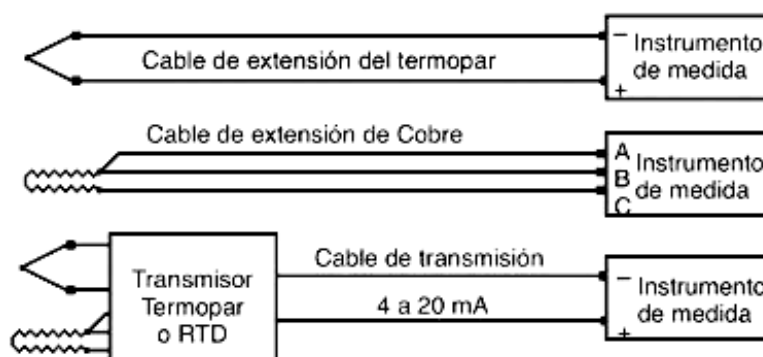 Cable de extensión del termopar
− Instrumento
de medida
+
Cable de extensión de Cobre
A
B
C
Instrumento
de medida
Transmisor
Termopar
o RTD
Cable de transmisión
4 a 20 mA
− Instrumento
de medida
+